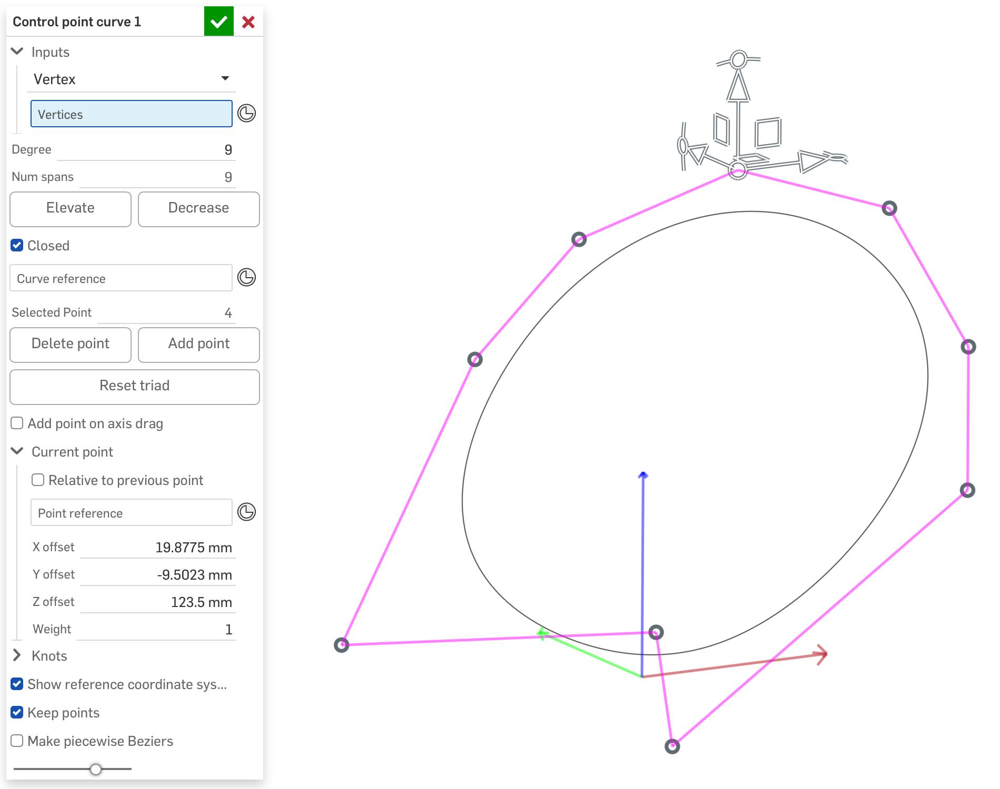 Control point curve 1
Inputs
Vertex
Vertices
Degree 9
Num spans 9
Elevate Decrease
Closed
Curve reference
Selected Point 4
Delete point Add point
Reset triad
Add point on axis drag
Current point
Relative to previous point
Point reference
X offset 19.8775 mm
Y offset -9.5023 mm
Z offset 123.5 mm
Weight 1
Knots
Show reference coordinate sys...
Keep points
Make piecewise Beziers